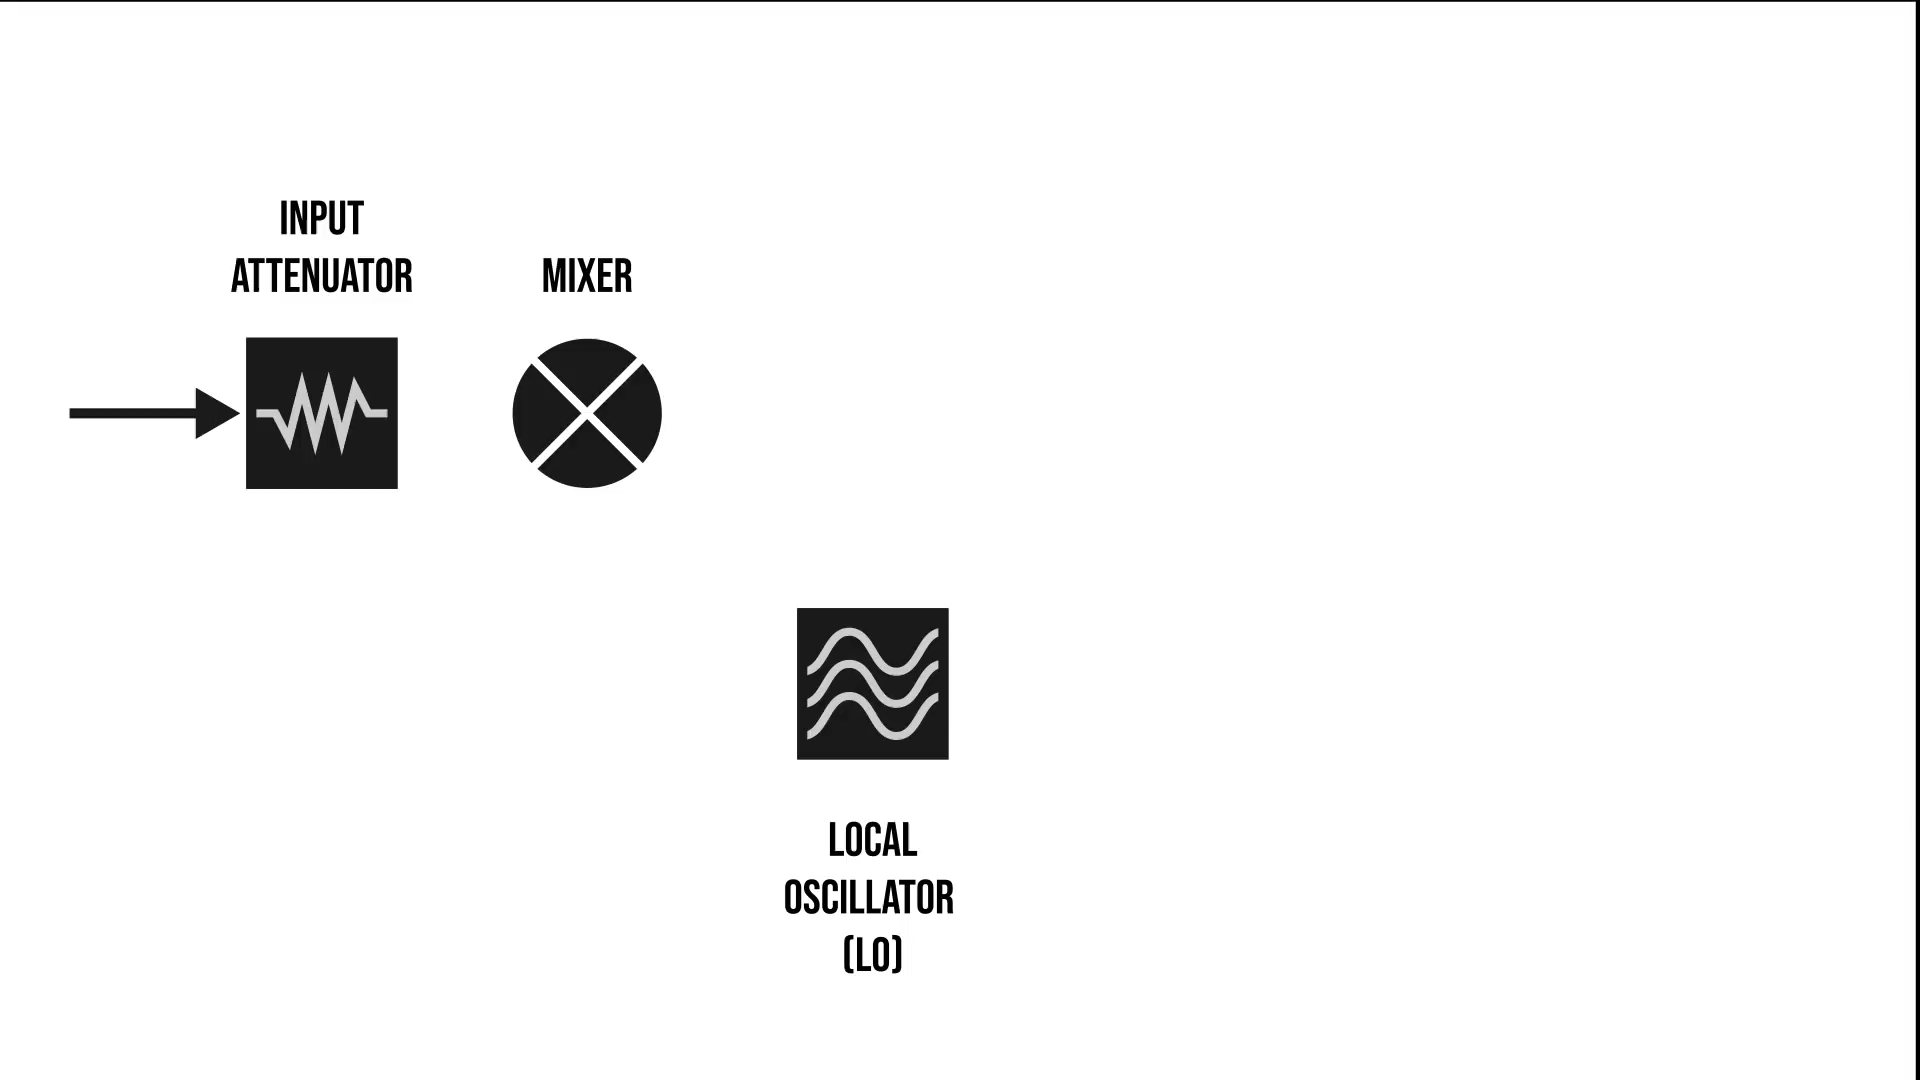 INPUT
ATTENUATOR
MIXER
LOCAL
OSCILLATOR
(LO)